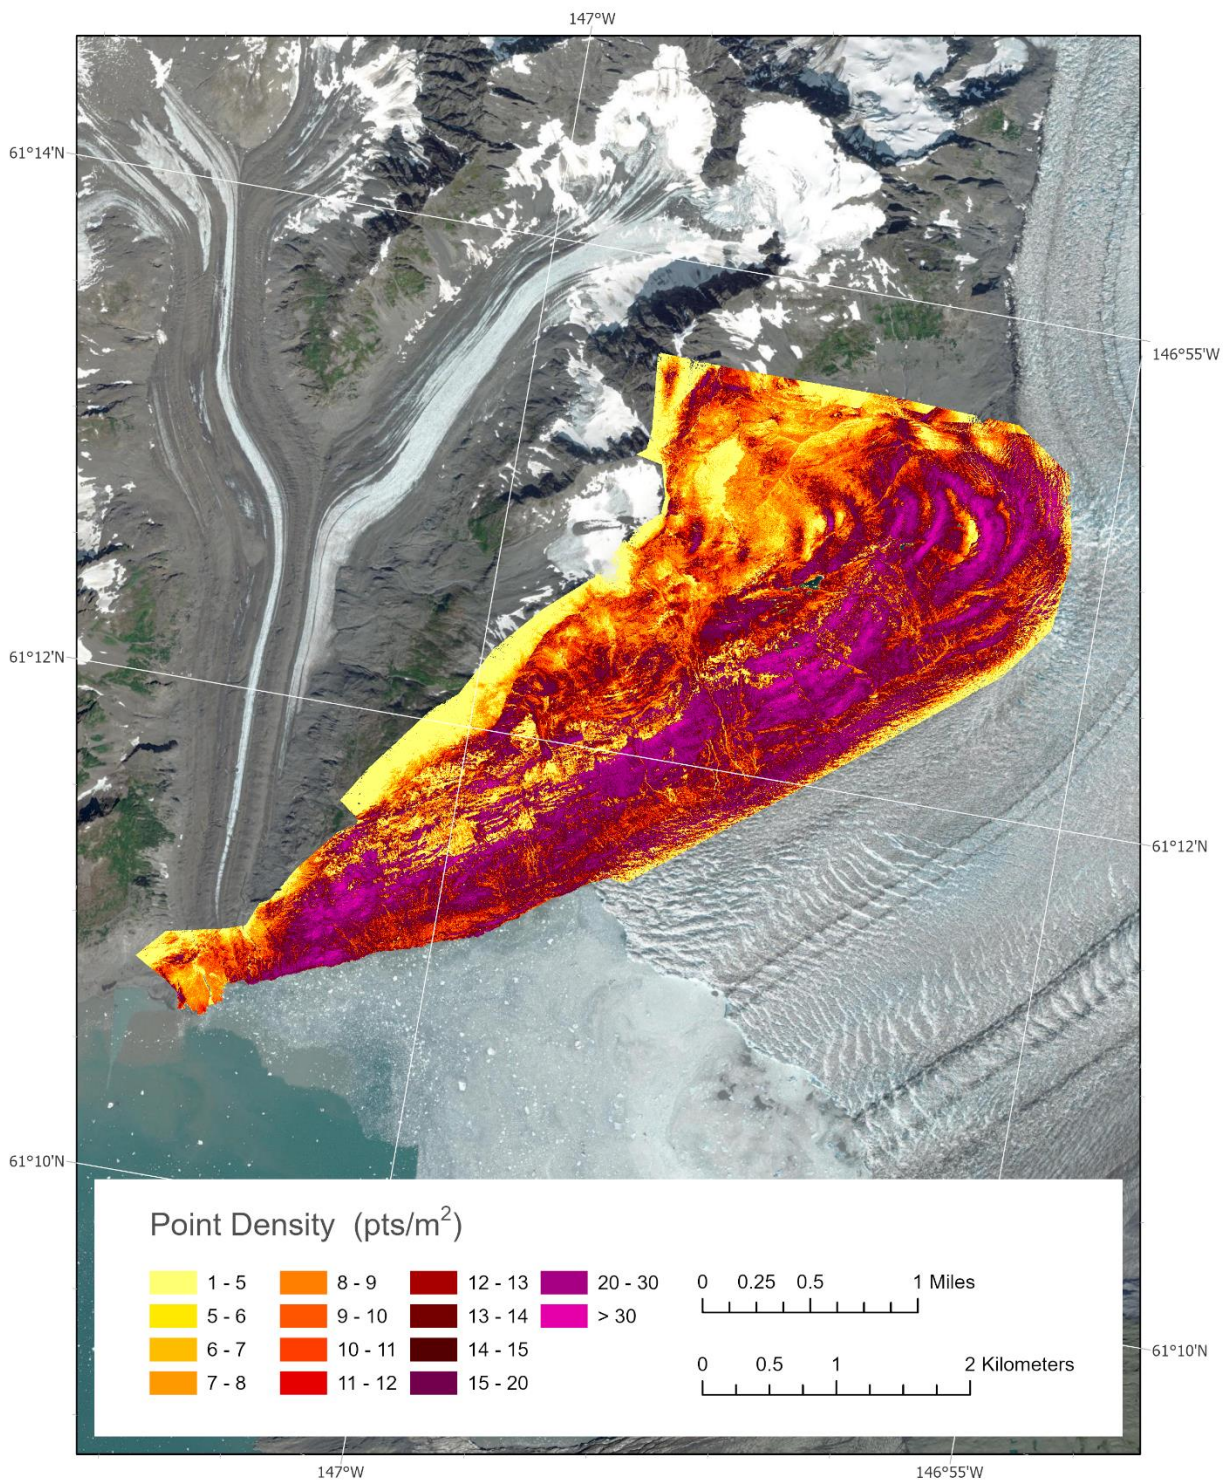 147°W
61°14'N
146°55'W
61°12'N
61°12'N
61°10'N
Point Density (pts/m²)
1 - 5
8 - 9
12 - 13
20 - 30
5 - 6
9 - 10
13 - 14
> 30
6 - 7
10 - 11
14 - 15
7 - 8
11 - 12
15 - 20
0 0.25 0.5 1 Miles
0 0.5 1 2 Kilometers
61°10'N
147°W
146°55'W